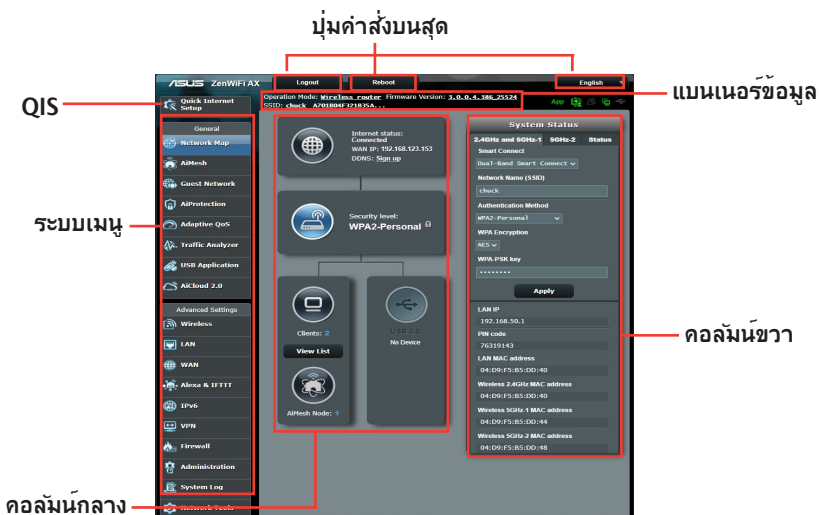 ปุ่มคำสั่งบนสุด
/SUS ZenWiFi AX
Logout
Reboot
English
แบนเนอร์ข้อมูล
QIS
Quick Internet
Setup
Operation Mode: Wireless router Firmware Version: 3.0.0.4.386_25524
SSID: chuck A701B04F321835A...
App
ระบบเมนู
General
Network Map
AiMesh
Guest Network
AiProtection
Adaptive QoS
Traffic Analyzer
USB Application
AiCloud 2.0
Advanced Settings
Wireless
LAN
WAN
Alexa & IFTTT
IPv6
VPN
Firewall
Administration
System Log
Network Tools
Internet status:
Connected
WAN IP: 192.168.123.153
DDNS: Sign up
Security level:
WPA2-Personal
Clients: 2
View List
AiMesh Node: 1
USB 2.0
No Device
System Status
2.4GHz and 5GHz-1 5GHz-2 Status
Smart Connect
Dual-Band Smart Connect
Network Name (SSID)
chuck
Authentication Method
WPA2-Personal
WPA Encryption
AES
WPA-PSK key
••••••••
Apply
LAN IP
192.168.50.1
PIN code
76319143
LAN MAC address
04:D9:F5:B5:DD:40
Wireless 2.4GHz MAC address
04:D9:F5:B5:DD:40
Wireless 5GHz-1 MAC address
04:D9:F5:B5:DD:44
Wireless 5GHz-2 MAC address
04:D9:F5:B5:DD:48
คอลัมน์ขวา
คอลัมน์กลาง